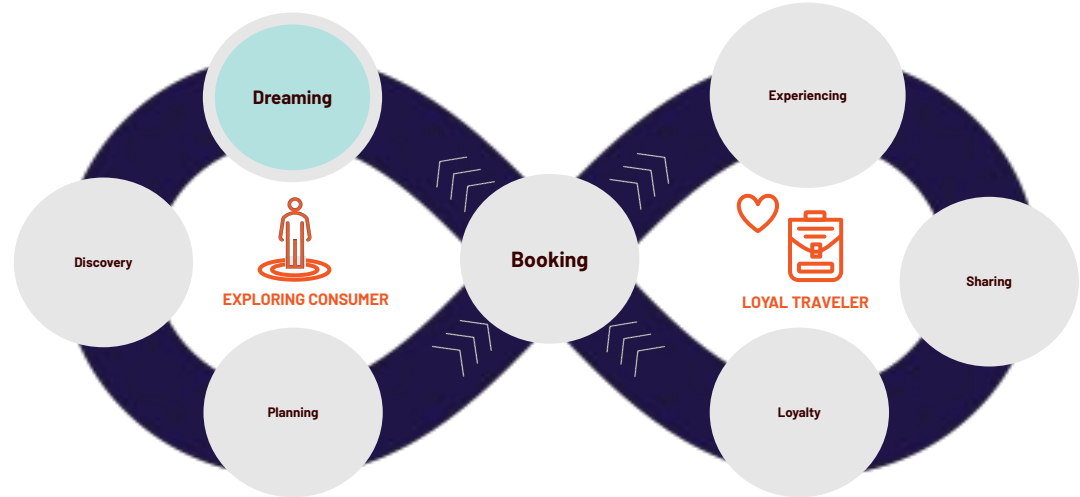 Dreaming
Experiencing
Discovery
Booking
Sharing
EXPLORING CONSUMER
LOYAL TRAVELER
Planning
Loyalty